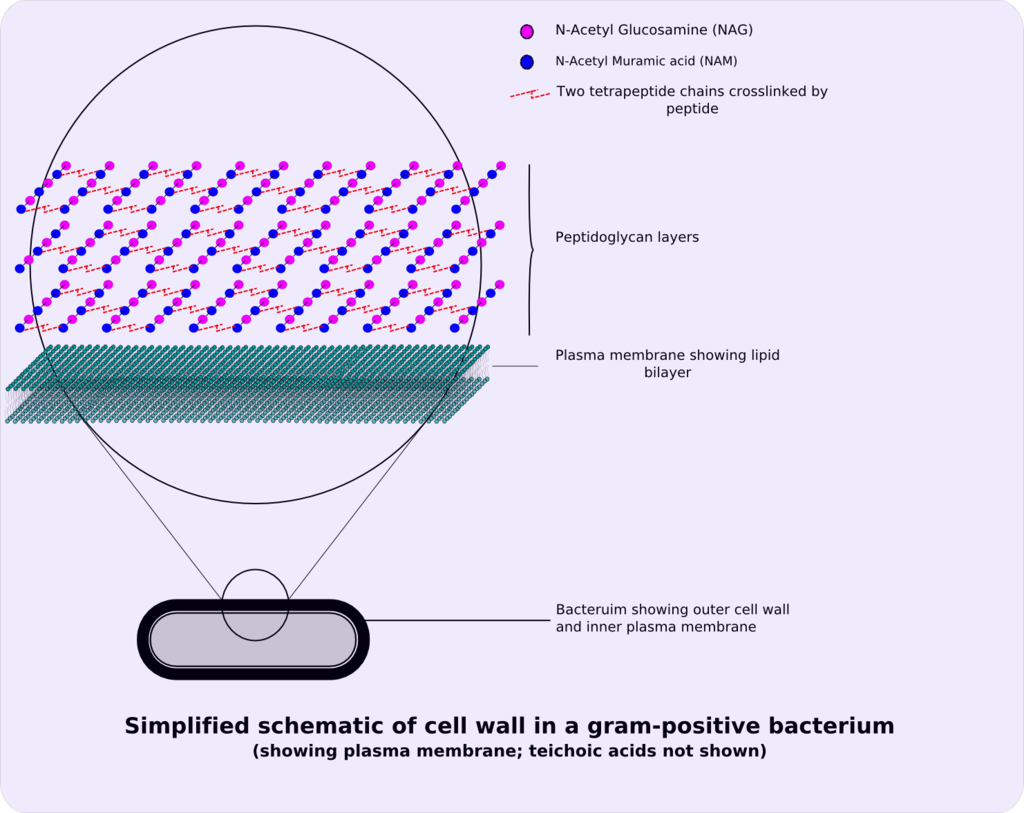 N-Acetyl Glucosamine (NAG)
N-Acetyl Muramic acid (NAM)
Two tetrapeptide chains crosslinked by
peptide
Peptidoglycan layers
Plasma membrane showing lipid
bilayer
Bacteruim showing outer cell wall
and inner plasma membrane
Simplified schematic of cell wall in a gram-positive bacterium
(showing plasma membrane; teichoic acids not shown)